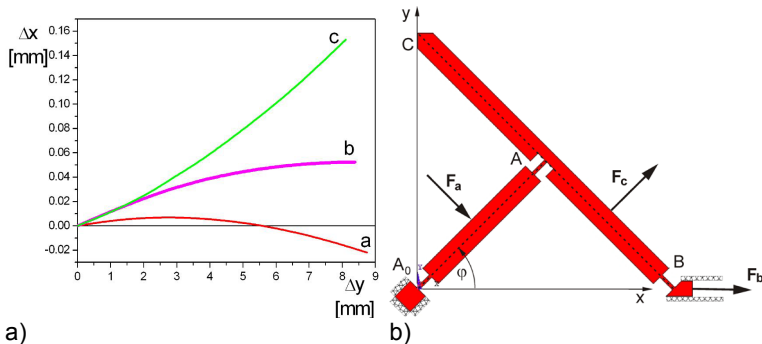 Δx
[mm]
0.16
0.14
0.12
0.10
0.08
0.06
0.04
0.02
0.00
-0.02
c
b
a
0 1 2 3 4 5 6 7 8 9
Δy
[mm]
a)
y
C
A
Fa
Fc
A0
φ
B
Fb
x
b)